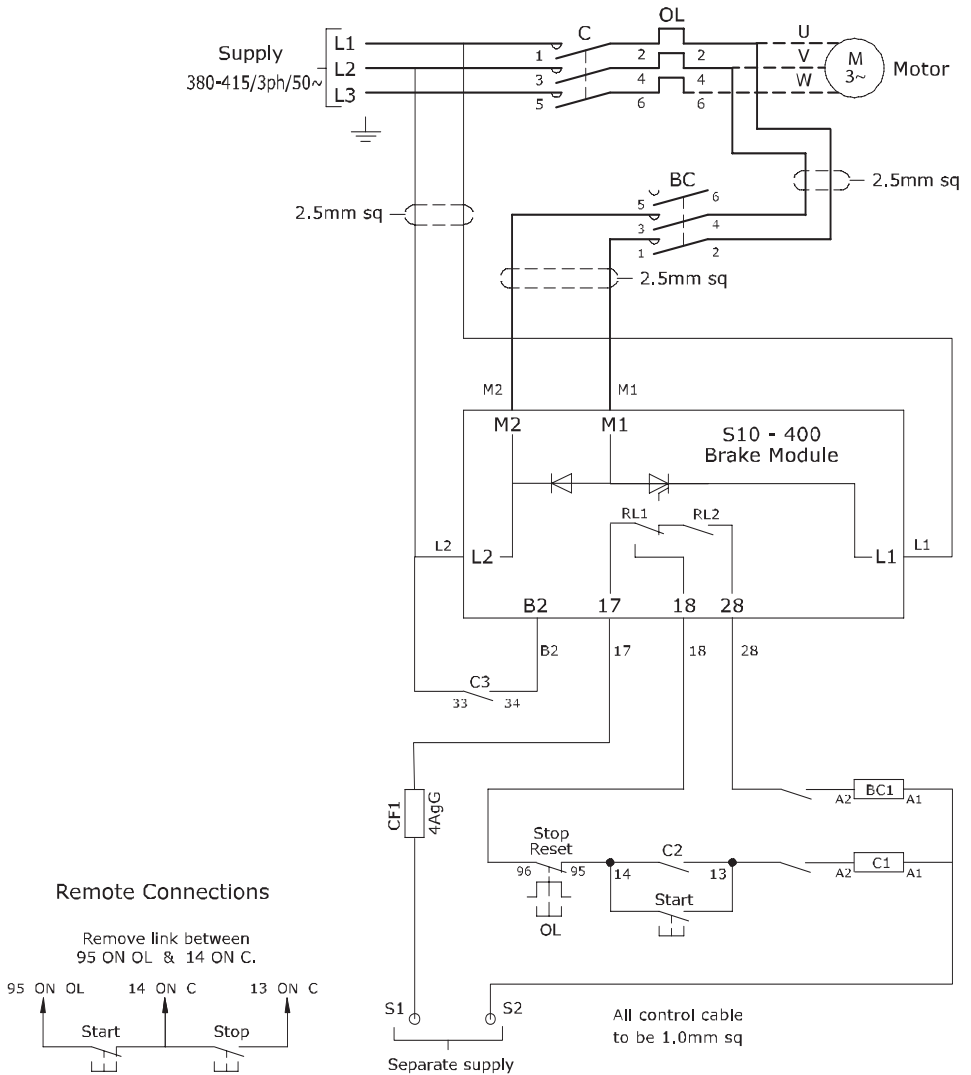 OL
C
Supply
380-415/3ph/50~
L1
L2
L3
1
3
5
2
4
6
2
4
6
U
V
W
M
3~
Motor
BC
5
3
1
6
4
2
2.5mm sq
2.5mm sq
2.5mm sq
M2
M1
M2
M1
S10 - 400
Brake Module
RL1
RL2
L2
L2
L1
L1
B2
17
18
28
B2
17
18
28
C3
33
34
CF1
4AgG
A2
BC1
A1
Stop
Reset
96
95
OL
14
C2
13
Start
A2
C1
A1
Remote Connections
Remove link between
95 ON OL & 14 ON C.
95 ON OL
14 ON C
13 ON C
Start
Stop
S1
S2
Separate supply
All control cable
to be 1.0mm sq